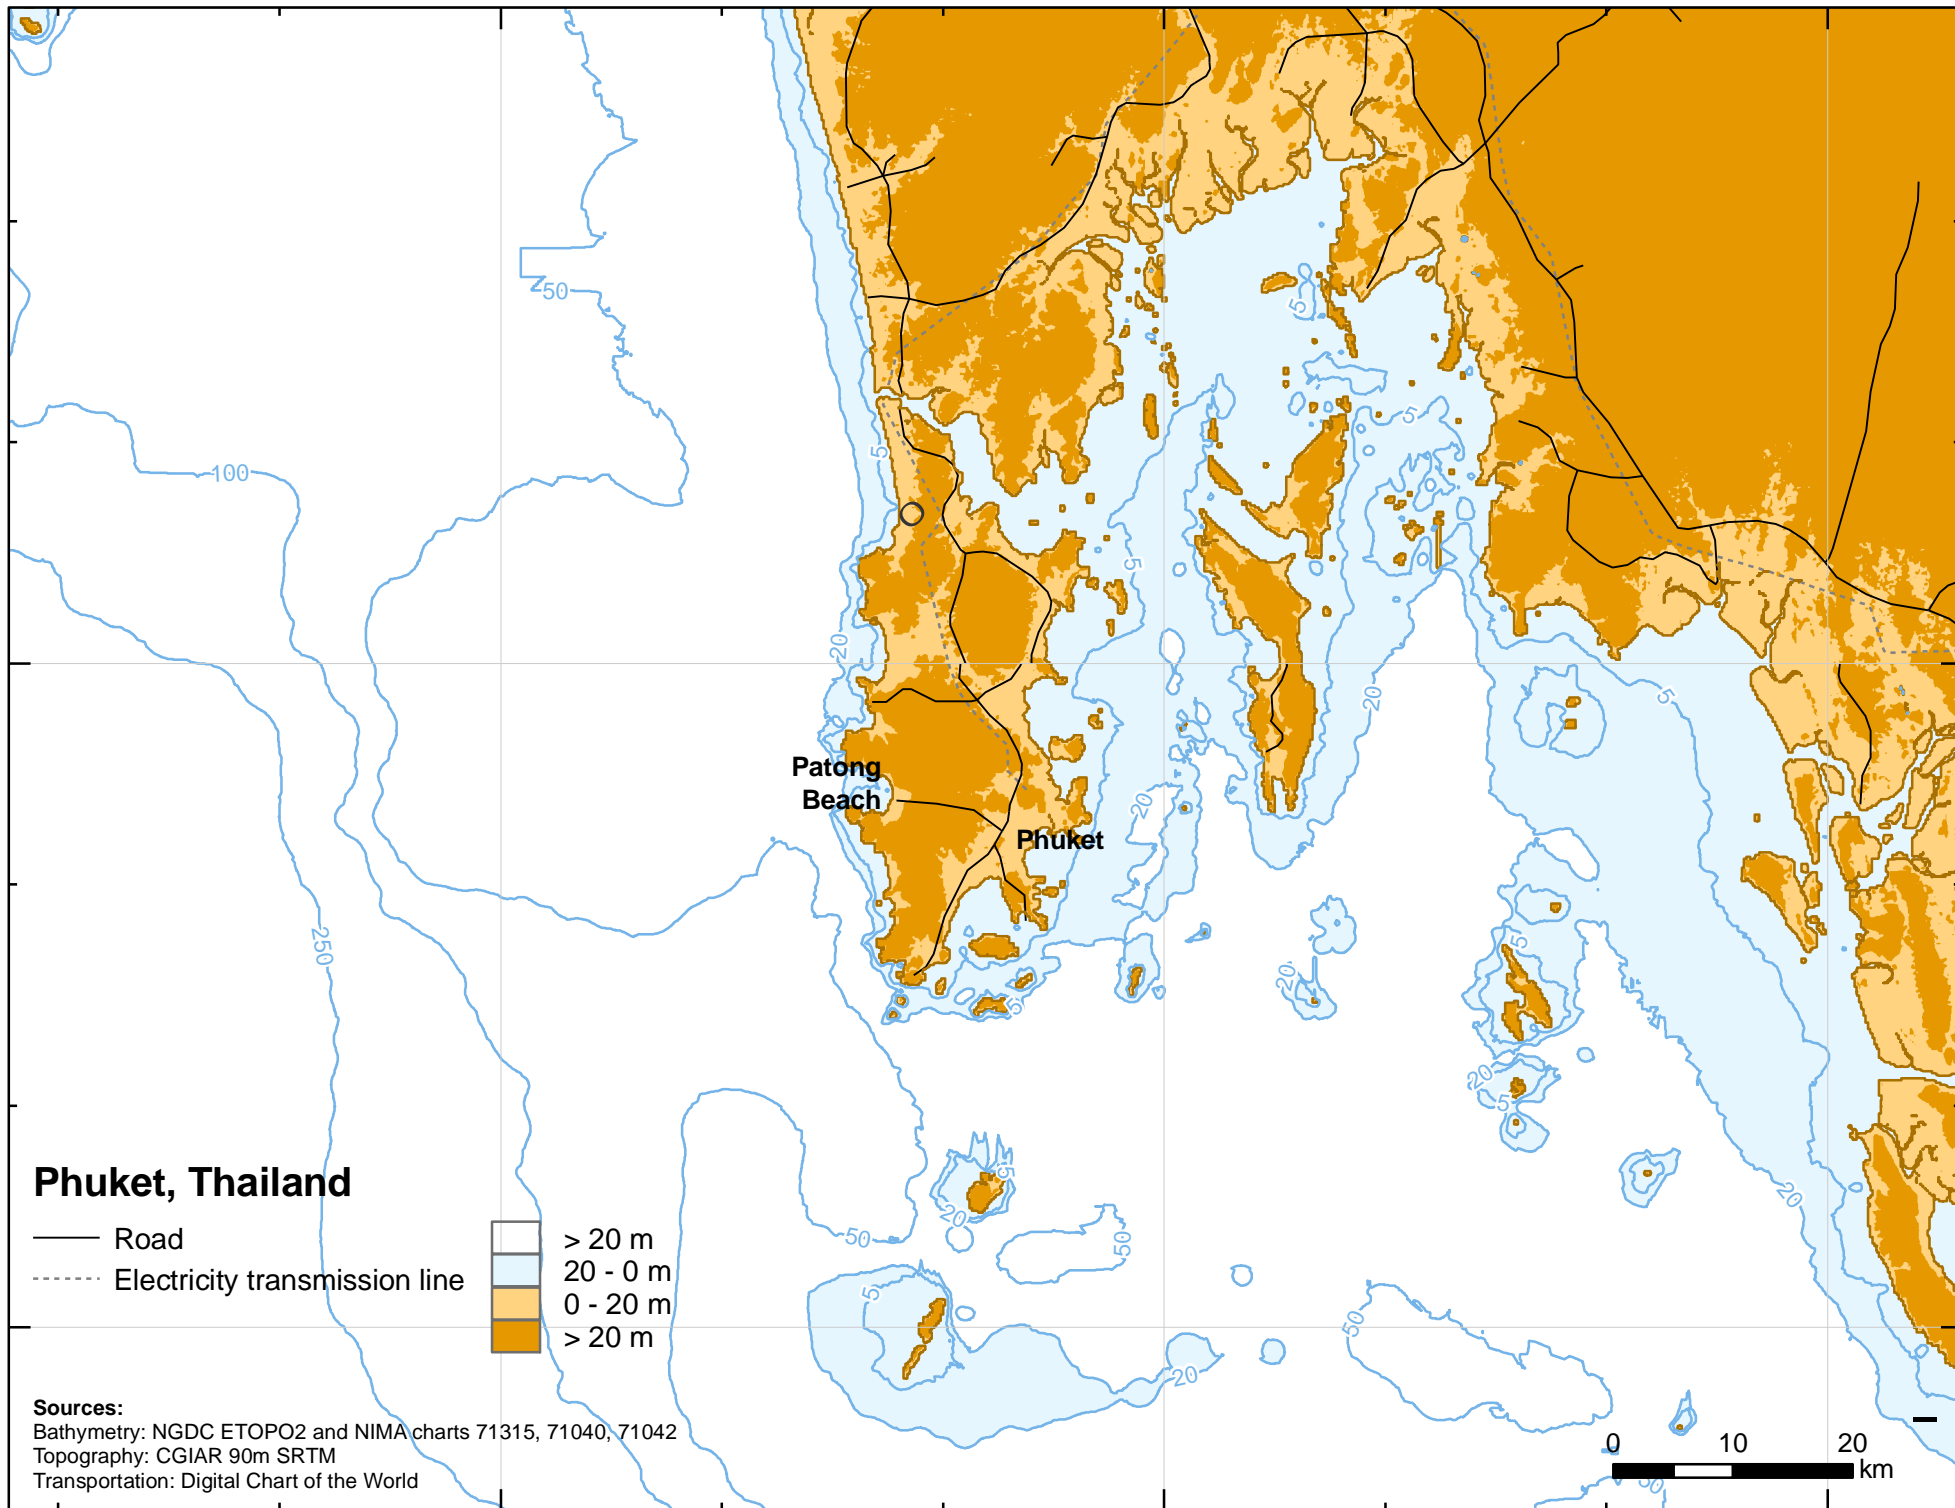 50
5
100
5
5
5
20
5
20
Patong
Beach
20
Phuket
5
250
20
5
20
5
Phuket, Thailand
5
20
20
Road
50
50
Electricity transmission line
> 20 m
20 - 0 m
0 - 20 m
> 20 m
5
50
20
Sources:
Bathymetry: NGDC ETOPO2 and NIMA charts 71315, 71040, 71042
Topography: CGIAR 90m SRTM
Transportation: Digital Chart of the World
0 10 20
km
50